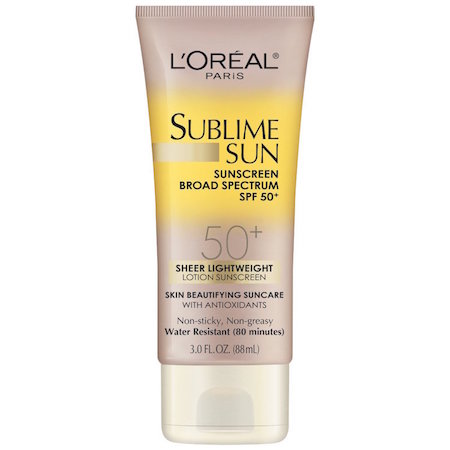 L'ORÉAL®
PARIS
SUBLIME
SUN
SUNSCREEN
BROAD SPECTRUM
SPF 50+
50+
SHEER LIGHTWEIGHT
LOTION SUNSCREEN
SKIN BEAUTIFYING SUNCARE
WITH ANTIOXIDANTS
Non-sticky, Non-greasy
Water Resistant (80 minutes)
3.0 FL. OZ. (88mL)